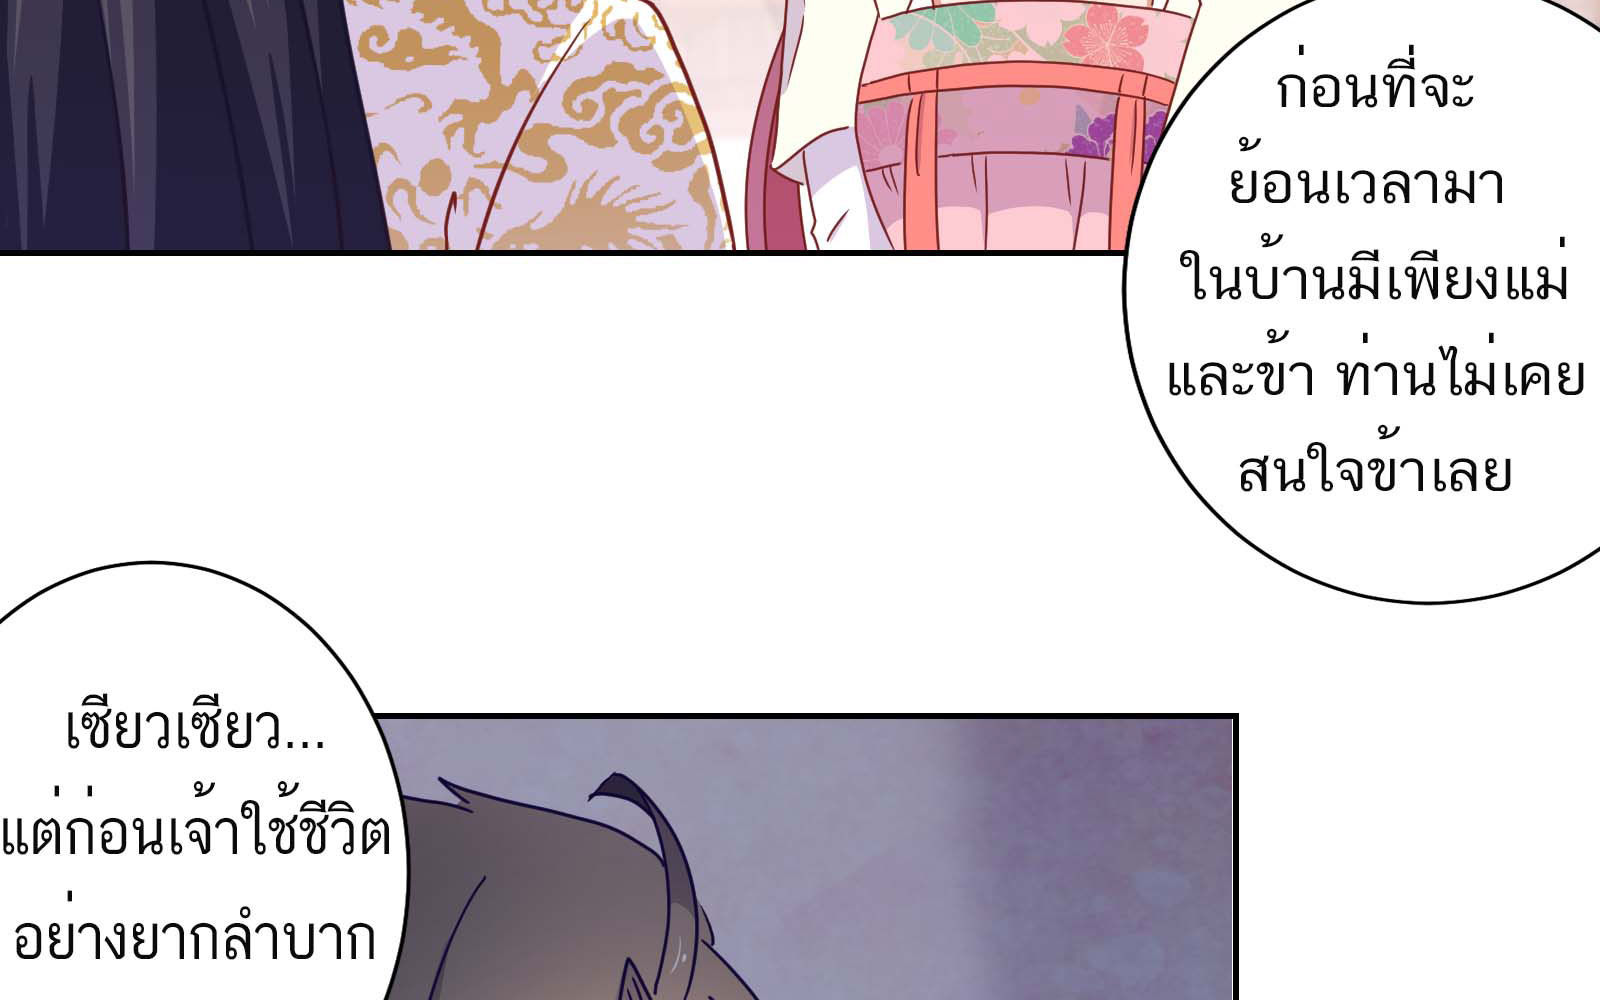 ก่อนที่จะ
ย้อนเวลามา
ในบ้านมีเพียงแม่
และข้า ท่านไม่เคย
สนใจข้าเลย
เซียวเซียว...
แต่ก่อนเจ้าใช้ชีวิต
อย่างยากลำบาก